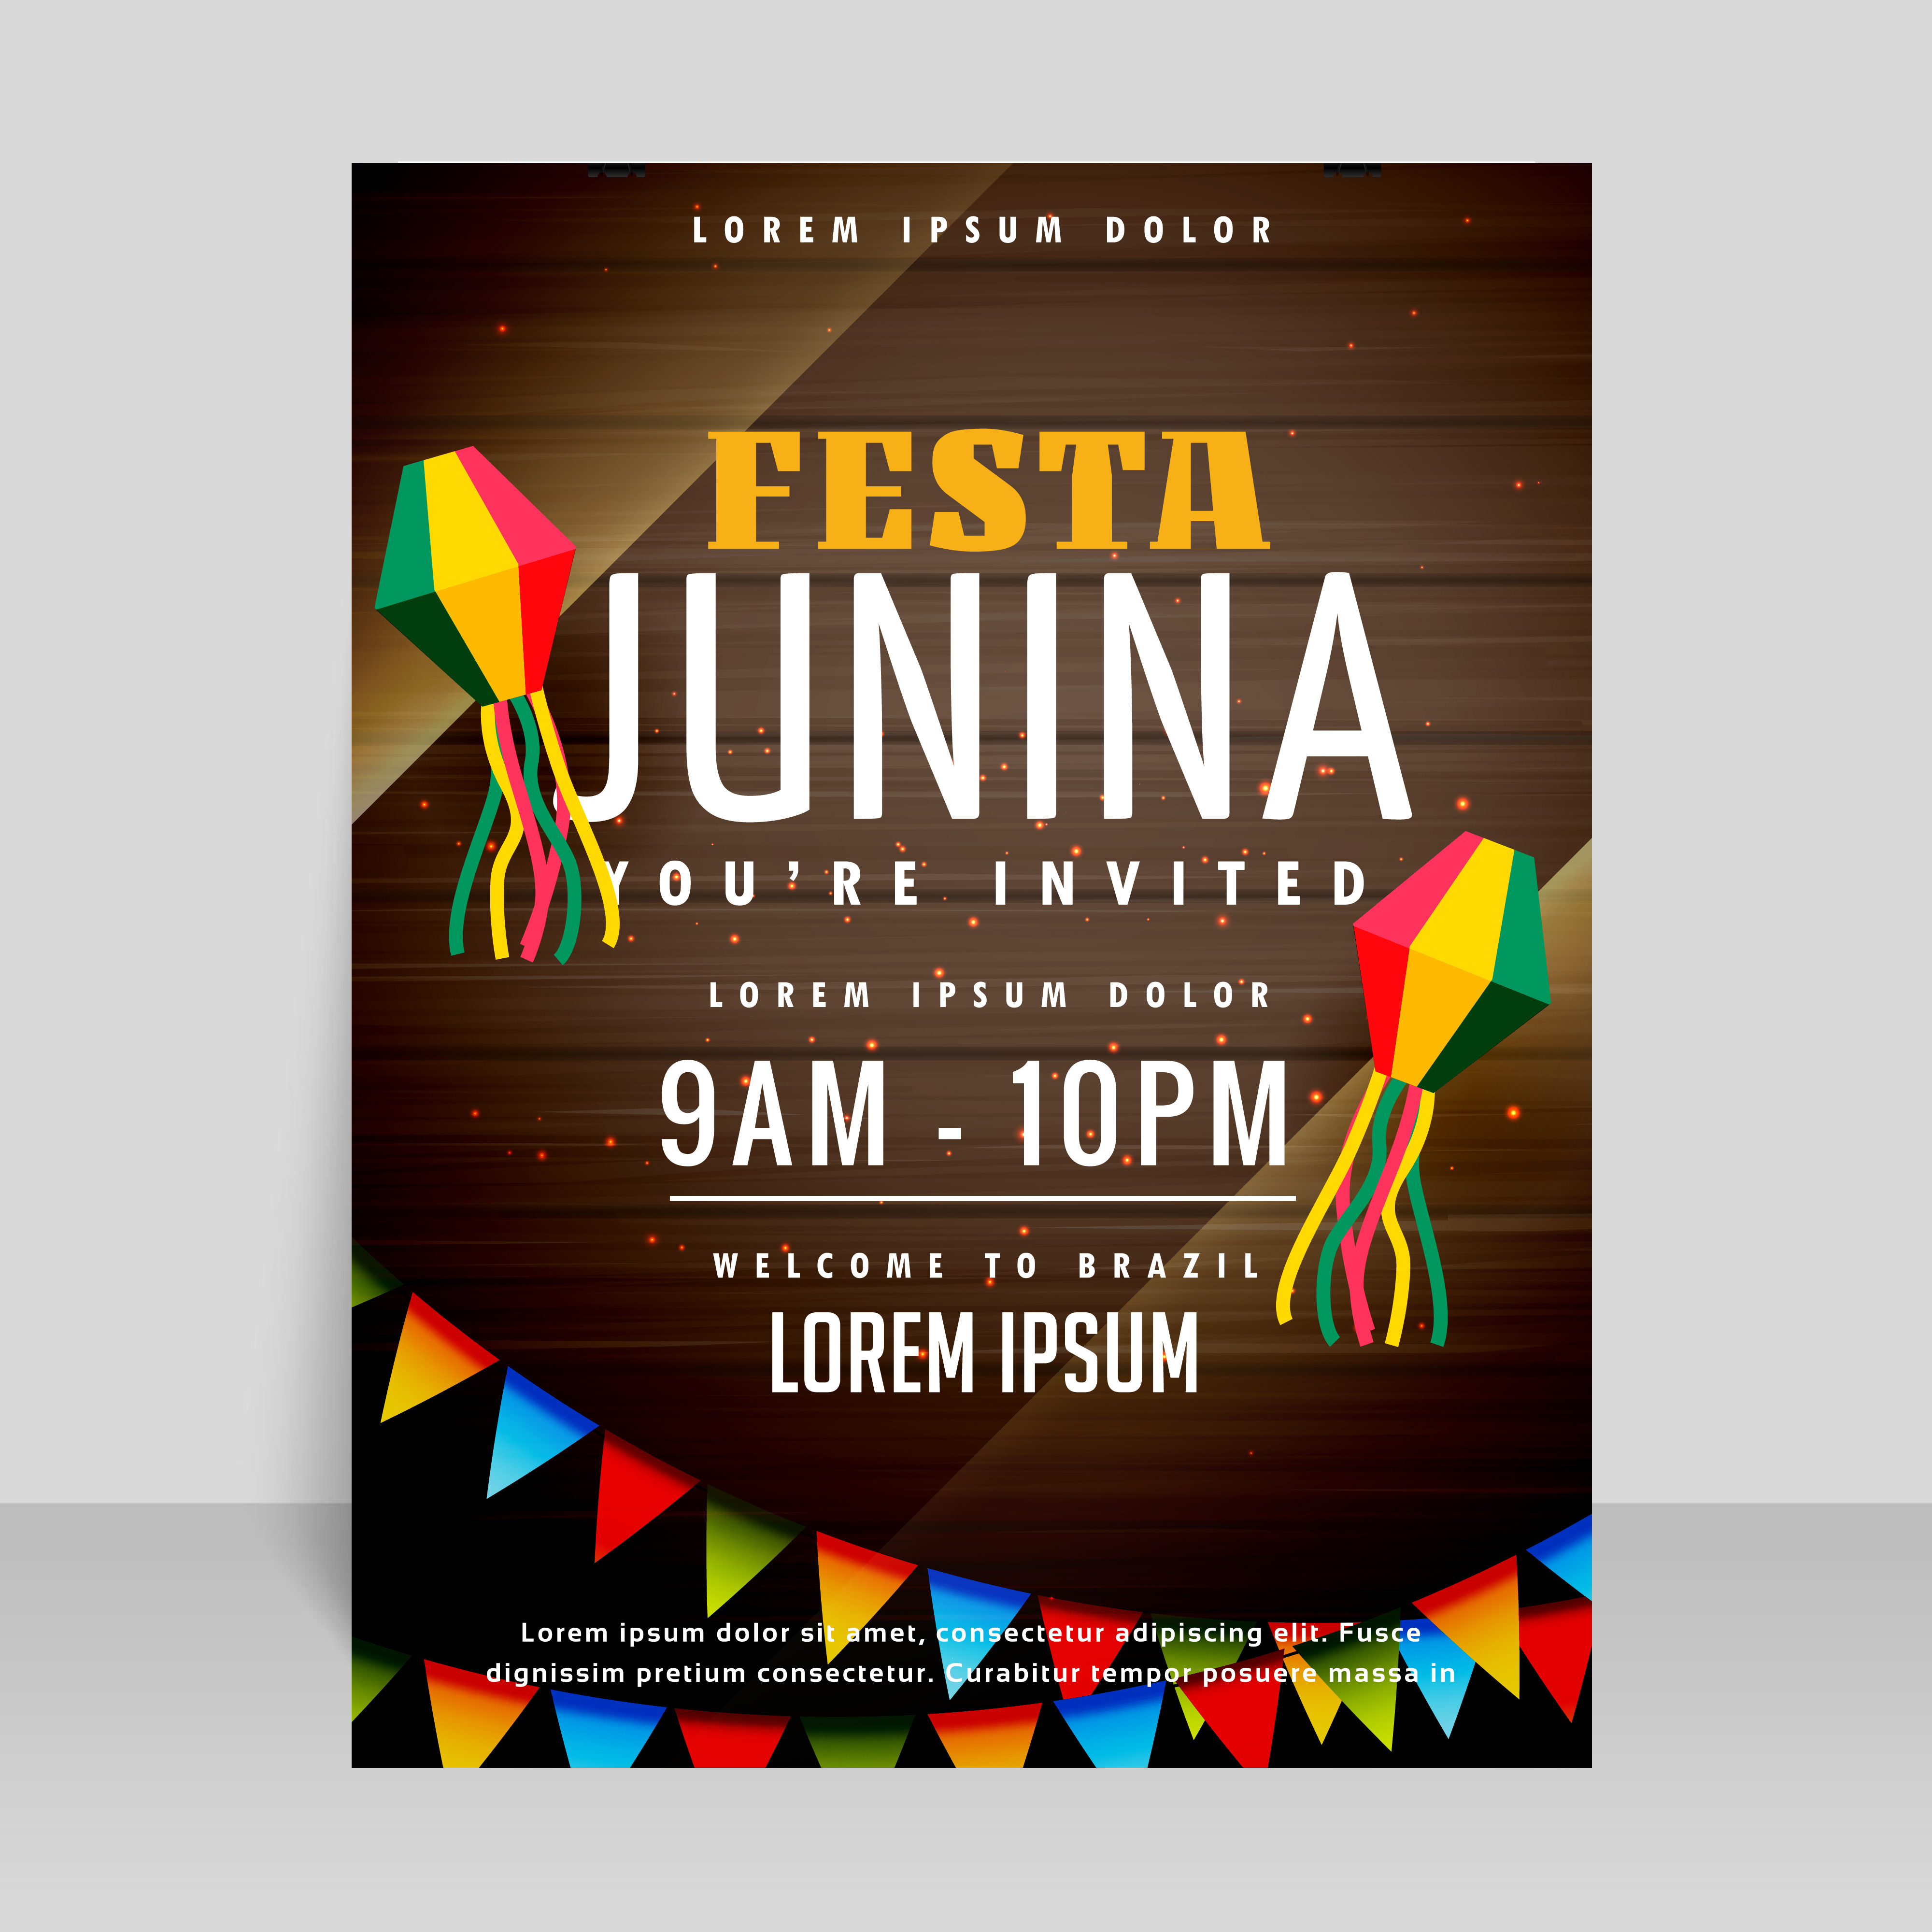 LOREM IPSUM DOLOR
FESTA
JUNINA
YOU'RE INVITED
LOREM IPSUM DOLOR
9AM - 10PM
WELCOME TO BRAZIL
LOREM IPSUM
Lorem ipsum dolor sit amet, consectetur adipiscing elit. Fusce
dignissim pretium consectetur. Curabitur tempor posuere massa in